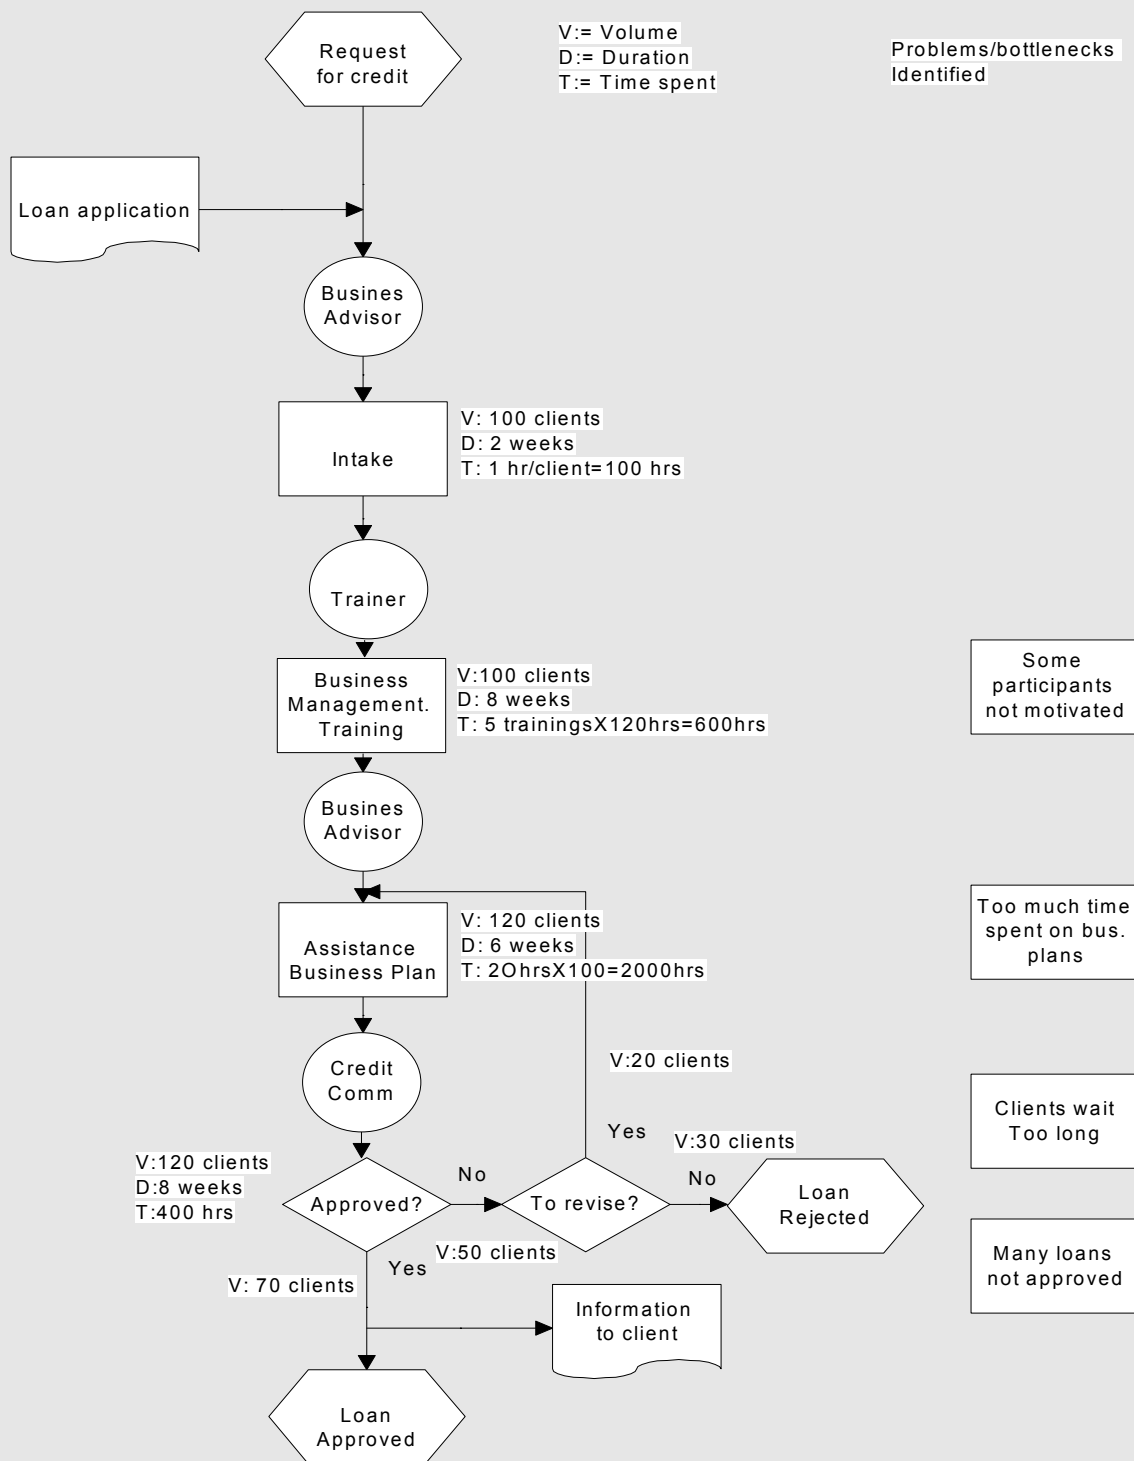 Request
for credit
V:= Volume
D:= Duration
T:= Time spent
Problems/bottlenecks
Identified
Loan application
Busines
Advisor
Intake
V: 100 clients
D: 2 weeks
T: 1 hr/client=100 hrs
Trainer
Business
Management.
Training
V:100 clients
D: 8 weeks
T: 5 trainingsX120hrs=600hrs
Some
participants
not motivated
Busines
Advisor
Assistance
Business Plan
V: 120 clients
D: 6 weeks
T: 2OhrsX100=2000hrs
Too much time
spent on bus.
plans
Credit
Comm
V:20 clients
Clients wait
Too long
V:120 clients
D:8 weeks
T:400 hrs
Approved?
No
To revise?
Yes
V:30 clients
No
Loan
Rejected
V:50 clients
Yes
V: 70 clients
Many loans
not approved
Information
to client
Loan
Approved